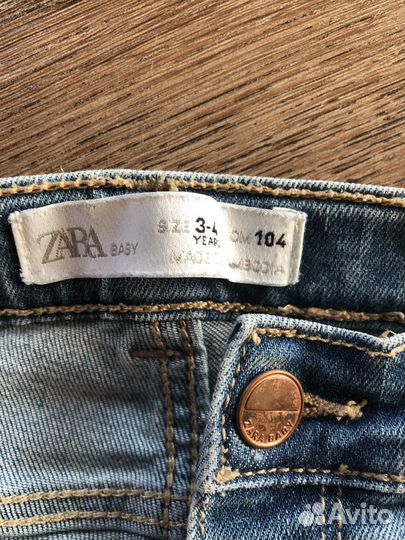 ZARA BABY SIZE 3-4 CM 104
YEARS
MADE IN CAMBODIA
ZARA BABY
Avito